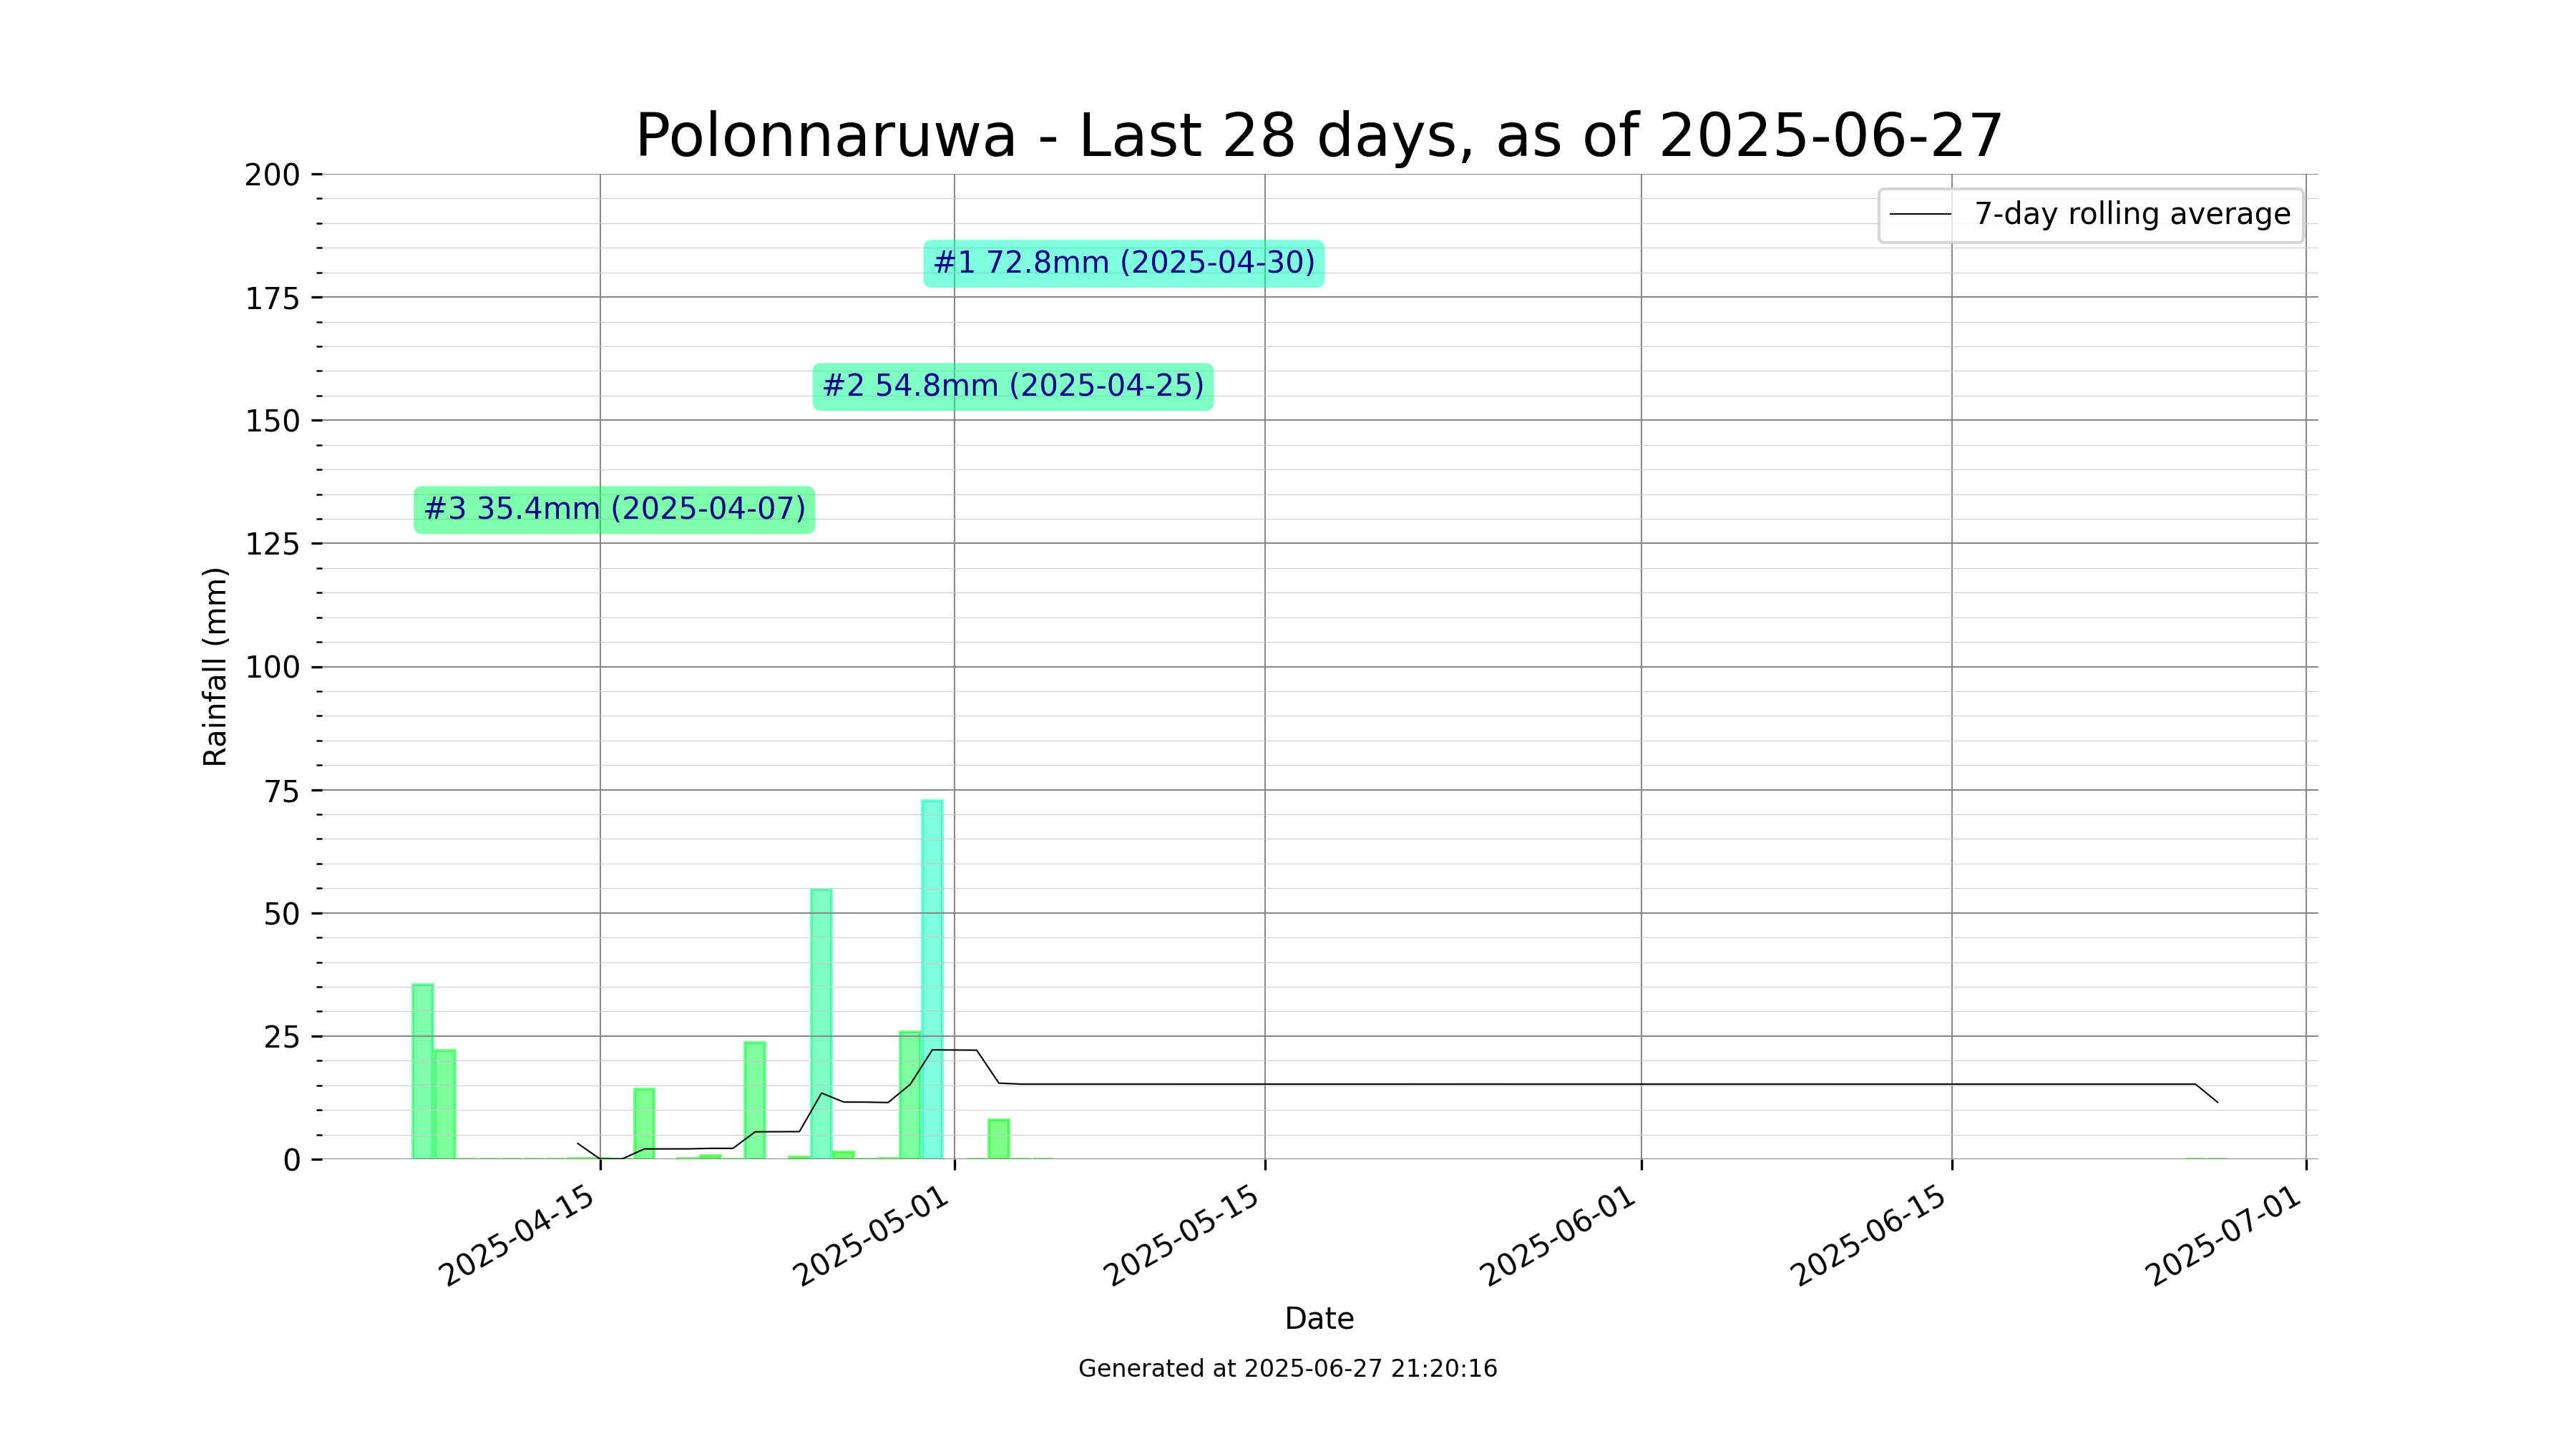 Polonnaruwa - Last 28 days, as of 2025-06-27
200
7-day rolling average
#1 72.8mm (2025-04-30)
175
#2 54.8mm (2025-04-25)
150
#3 35.4mm (2025-04-07)
125
Rainfall (mm)
100
75
50
25
0
2025-04-15
2025-05-01
2025-05-15
2025-06-01
2025-06-15
2025-07-01
Date
Generated at 2025-06-27 21:20:16